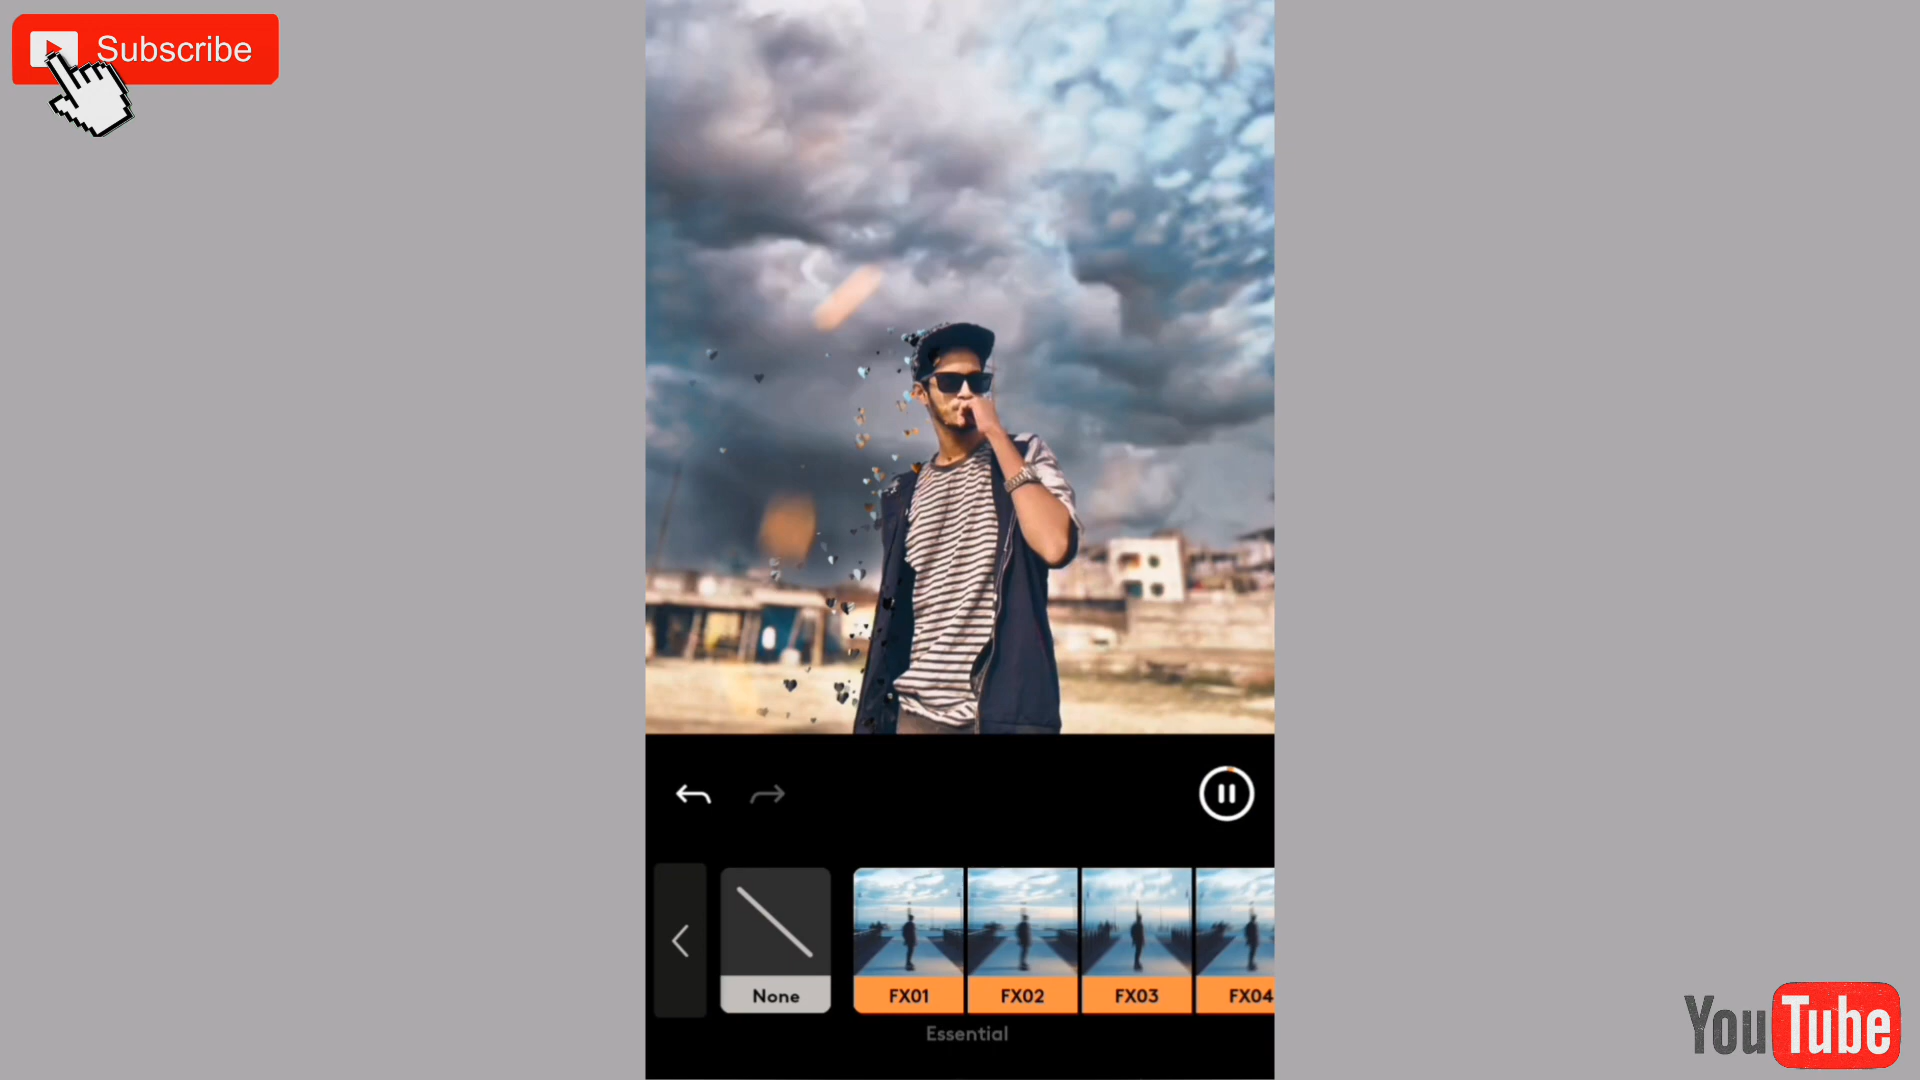 Subscribe
None
FX01
FX02
FX03
FX04
Essential
YouTube